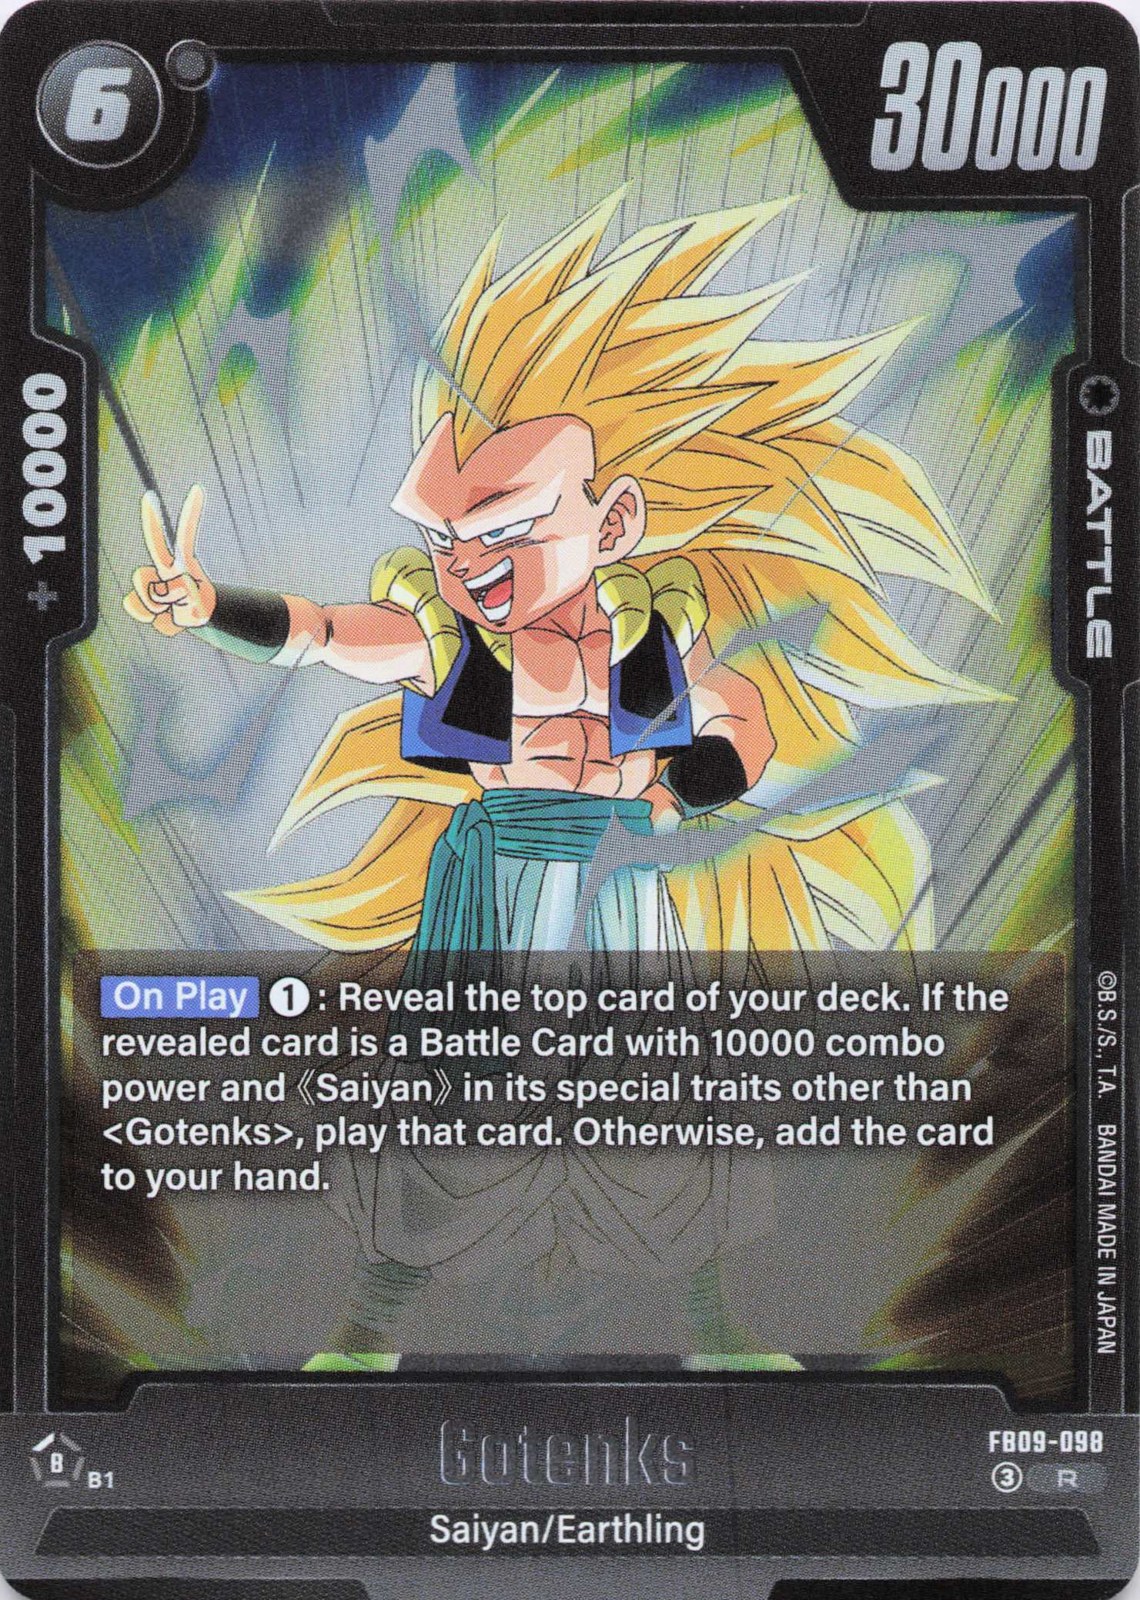 6
30000
+ 10000
BATTLE
On Play ① : Reveal the top card of your deck. If the
revealed card is a Battle Card with 10000 combo
power and 《Saiyan》 in its special traits other than
<Gotenks>, play that card. Otherwise, add the card
to your hand.
©B.S./S., T.A. BANDAI MADE IN JAPAN
Gotenks
FB09-098
B
B1
③ R
Saiyan/Earthling